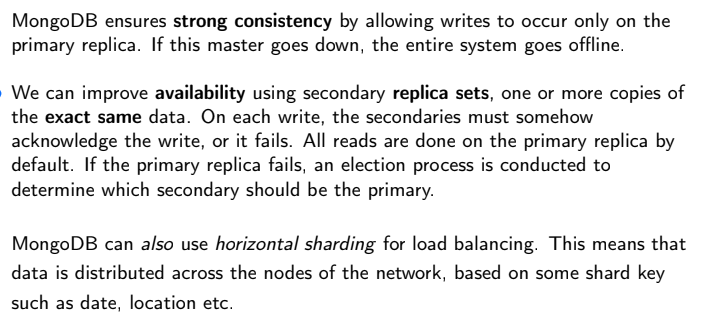 MongoDB ensures strong consistency by allowing writes to occur only on the
primary replica. If this master goes down, the entire system goes offline.
We can improve availability using secondary replica sets, one or more copies of
the exact same data. On each write, the secondaries must somehow
acknowledge the write, or it fails. All reads are done on the primary replica by
default. If the primary replica fails, an election process is conducted to
determine which secondary should be the primary.
MongoDB can also use horizontal sharding for load balancing. This means that
data is distributed across the nodes of the network, based on some shard key
such as date, location etc.